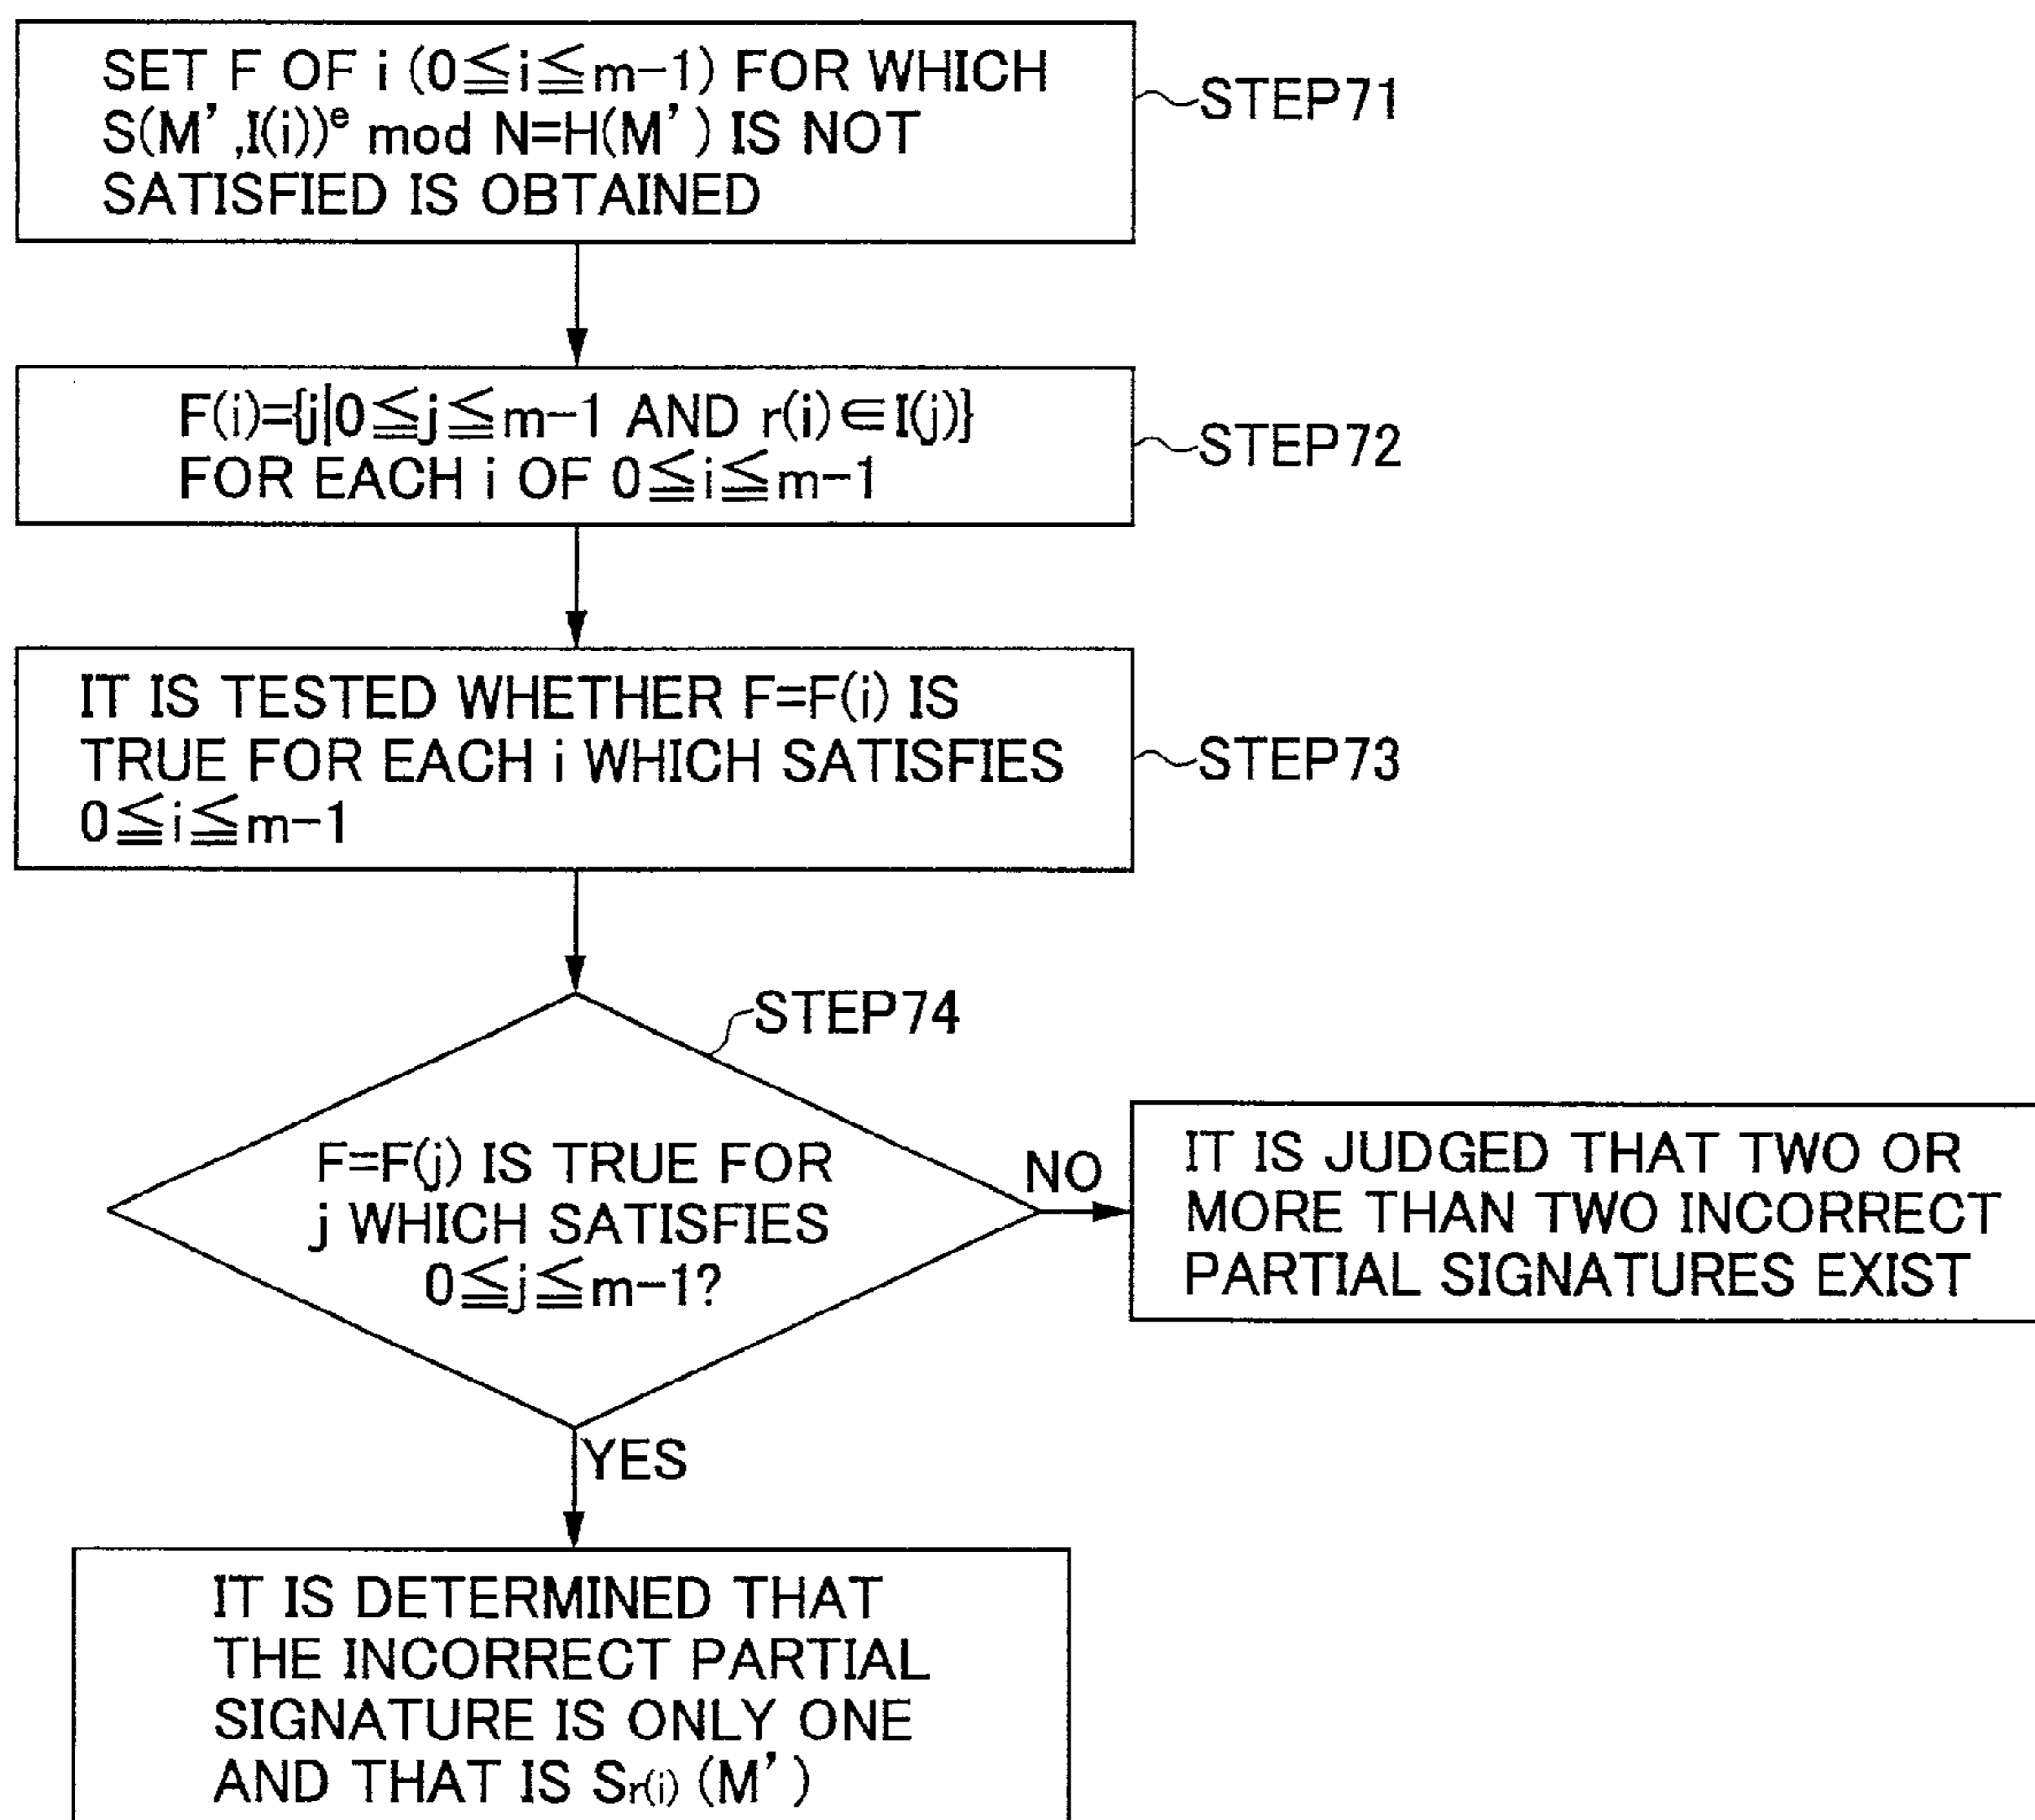 SET F OF i (0≦i≦m-1) FOR WHICH
S(M',I(i))ᵉ mod N=H(M') IS NOT
SATISFIED IS OBTAINED
STEP71
F(i)={j|0≦j≦m-1 AND r(i)∈I(j)}
FOR EACH i OF 0≦i≦m-1
STEP72
IT IS TESTED WHETHER F=F(i) IS
TRUE FOR EACH i WHICH SATISFIES
0≦i≦m-1
STEP73
STEP74
F=F(j) IS TRUE FOR
j WHICH SATISFIES
0≦j≦m-1?
NO
IT IS JUDGED THAT TWO OR
MORE THAN TWO INCORRECT
PARTIAL SIGNATURES EXIST
YES
IT IS DETERMINED THAT
THE INCORRECT PARTIAL
SIGNATURE IS ONLY ONE
AND THAT IS Sr(i) (M')